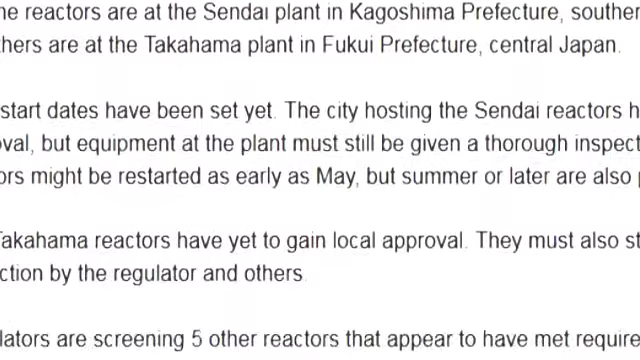 he reactors are at the Sendai plant in Kagoshima Prefecture, souther
hers are at the Takahama plant in Fukui Prefecture, central Japan.
start dates have been set yet. The city hosting the Sendai reactors h
val, but equipment at the plant must still be given a thorough inspect
ors might be restarted as early as May, but summer or later are also
Takahama reactors have yet to gain local approval. They must also st
ction by the regulator and others
lators are screening 5 other reactors that appear to have met require